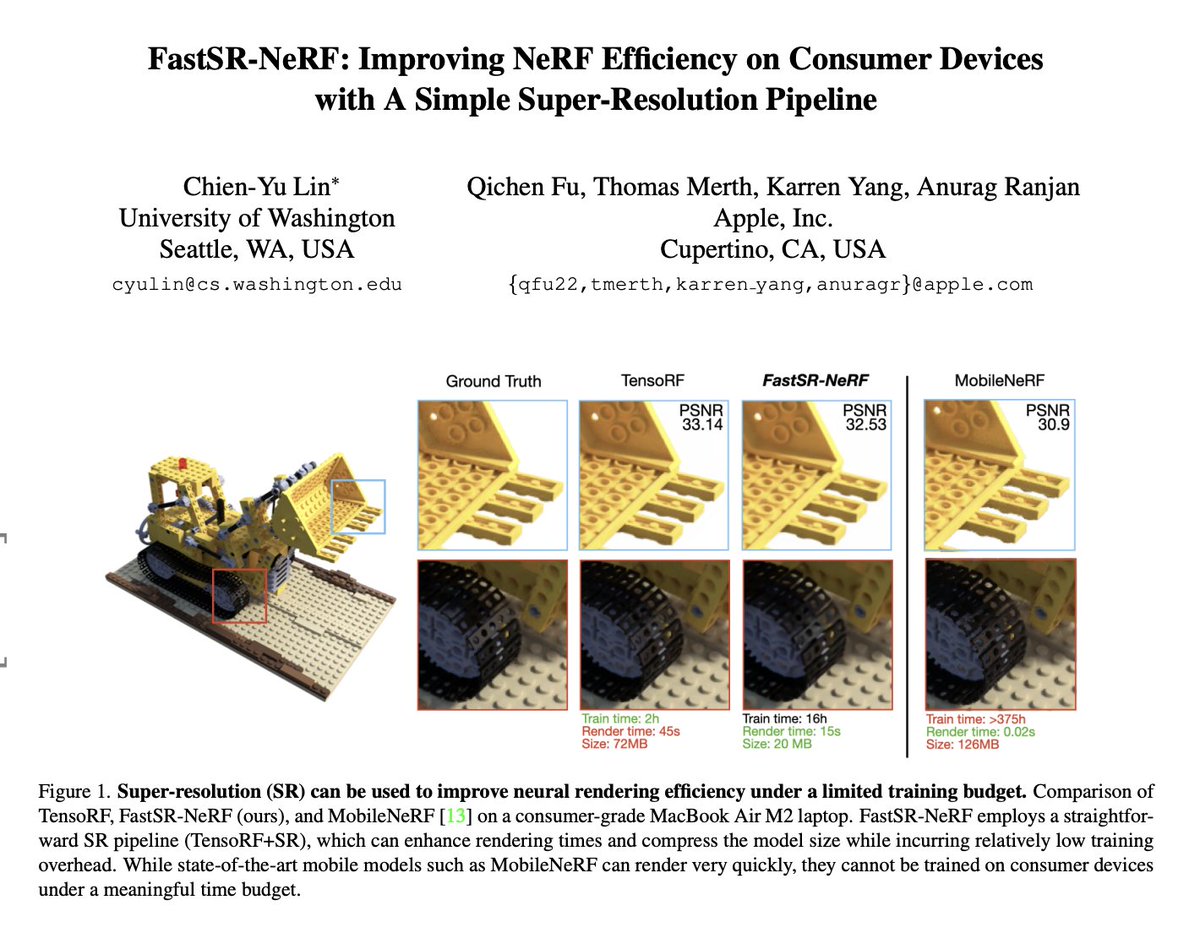 FastSR-NeRF: Improving NeRF Efficiency on Consumer Devices
with A Simple Super-Resolution Pipeline
Chien-Yu Lin*
University of Washington
Seattle, WA, USA
cyulin@cs.washington.edu
Qichen Fu, Thomas Merth, Karren Yang, Anurag Ranjan
Apple, Inc.
Cupertino, CA, USA
{qfu22,tmerth,karren_yang,anuragr}@apple.com
Ground Truth
TensoRF
FastSR-NeRF
MobileNeRF
PSNR
33.14
PSNR
32.53
PSNR
30.9
Train time: 2h
Render time: 45s
Size: 72MB
Train time: 16h
Render time: 15s
Size: 20 MB
Train time: >375h
Render time: 0.02s
Size: 126MB
Figure 1. Super-resolution (SR) can be used to improve neural rendering efficiency under a limited training budget. Comparison of
TensoRF, FastSR-NeRF (ours), and MobileNeRF [13] on a consumer-grade MacBook Air M2 laptop. FastSR-NeRF employs a straightfor-
ward SR pipeline (TensoRF+SR), which can enhance rendering times and compress the model size while incurring relatively low training
overhead. While state-of-the-art mobile models such as MobileNeRF can render very quickly, they cannot be trained on consumer devices
under a meaningful time budget.